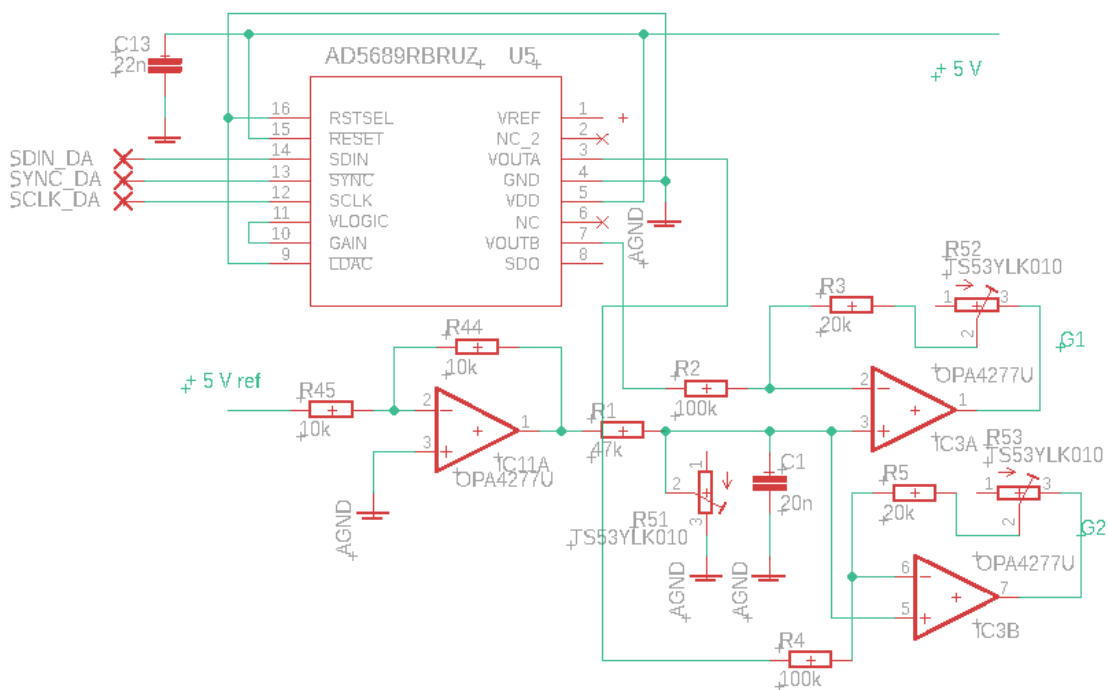 C13
22n
AD5689RBRUZ U5
+ 5 V
16 RSTSEL VREF 1
15 RESET NC_2 2
SDIN_DA 14 SDIN VOUTA 3
SYNC_DA 13 SYNC GND 4
SCLK_DA 12 SCLK VDD 5
11 VLOGIC NC 6
10 GAIN VOUTB 7
9 LDAC SDO 8
AGND
R52
TS53YLK010
1 3
2
R3
20k
G1
R44
10k
+ 5 V ref
R45
10k
2
3
1
IC11A
OPA4277U
AGND
R2
100k
2
3
1
OPA4277U
IC3A
R1
47k
1
2
3
R51
TS53YLK010
AGND
C1
20n
AGND
R53
TS53YLK010
1 3
2
R5
20k
G2
OPA4277U
6
5
7
IC3B
R4
100k